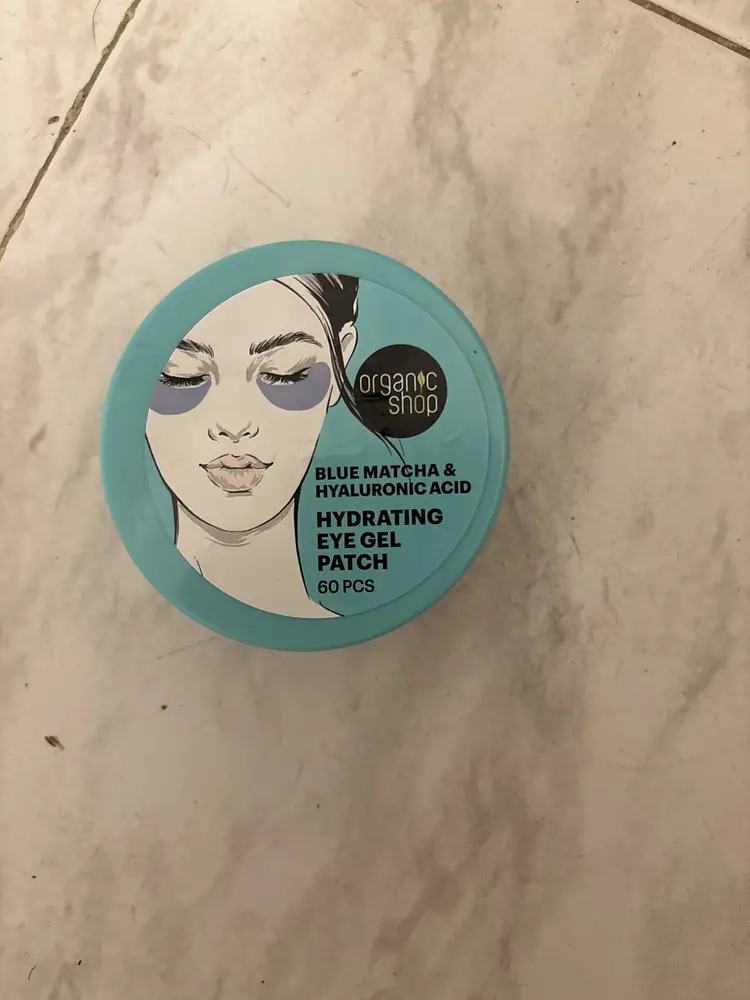 organic
shop
BLUE MATCHA &
HYALURONIC ACID
HYDRATING
EYE GEL
PATCH
60 PCS